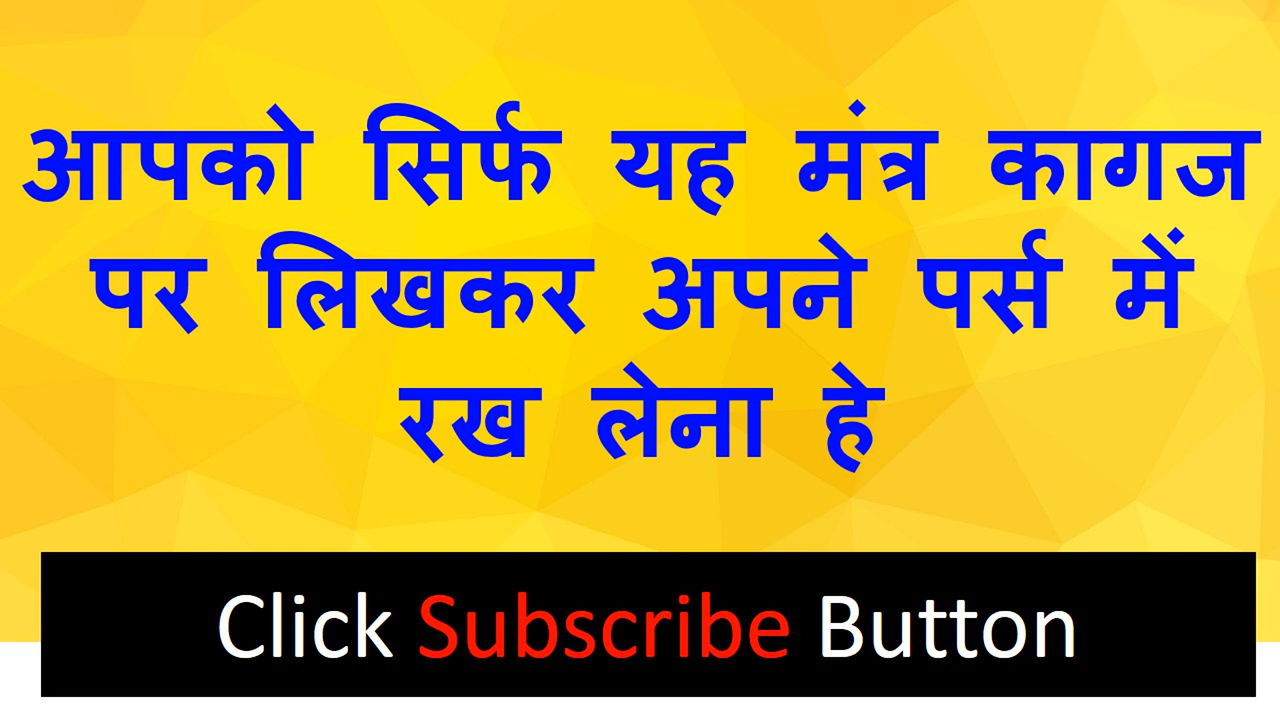 आपको सिर्फ यह मंत्र कागज
पर लिखकर अपने पर्स में
रख लेना हे
Click Subscribe Button